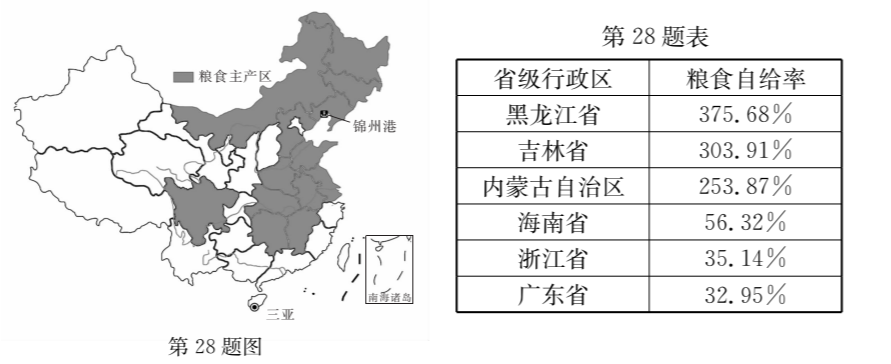 粮食主产区
锦州港
南海诸岛
三亚
第28题图
第28题表
省级行政区 粮食自给率
黑龙江省 375.68%
吉林省 303.91%
内蒙古自治区 253.87%
海南省 56.32%
浙江省 35.14%
广东省 32.95%